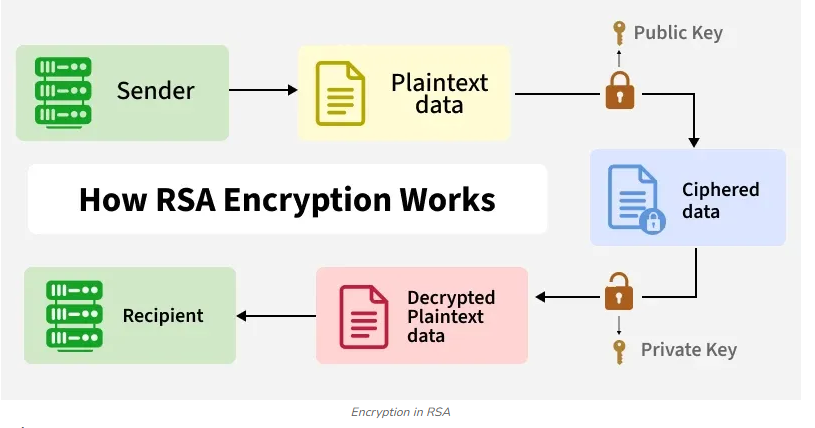 Public Key
Sender
Plaintext
data
How RSA Encryption Works
Ciphered
data
Recipient
Decrypted
Plaintext
data
Private Key
Encryption in RSA